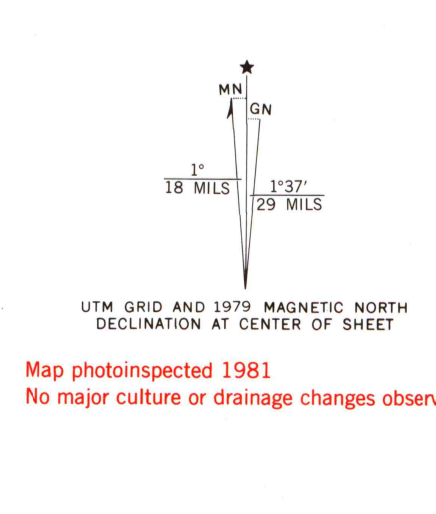 ★
MN
GN
1°
18 MILS
1°37'
29 MILS
UTM GRID AND 1979 MAGNETIC NORTH
DECLINATION AT CENTER OF SHEET
Map photoinspected 1981
No major culture or drainage changes